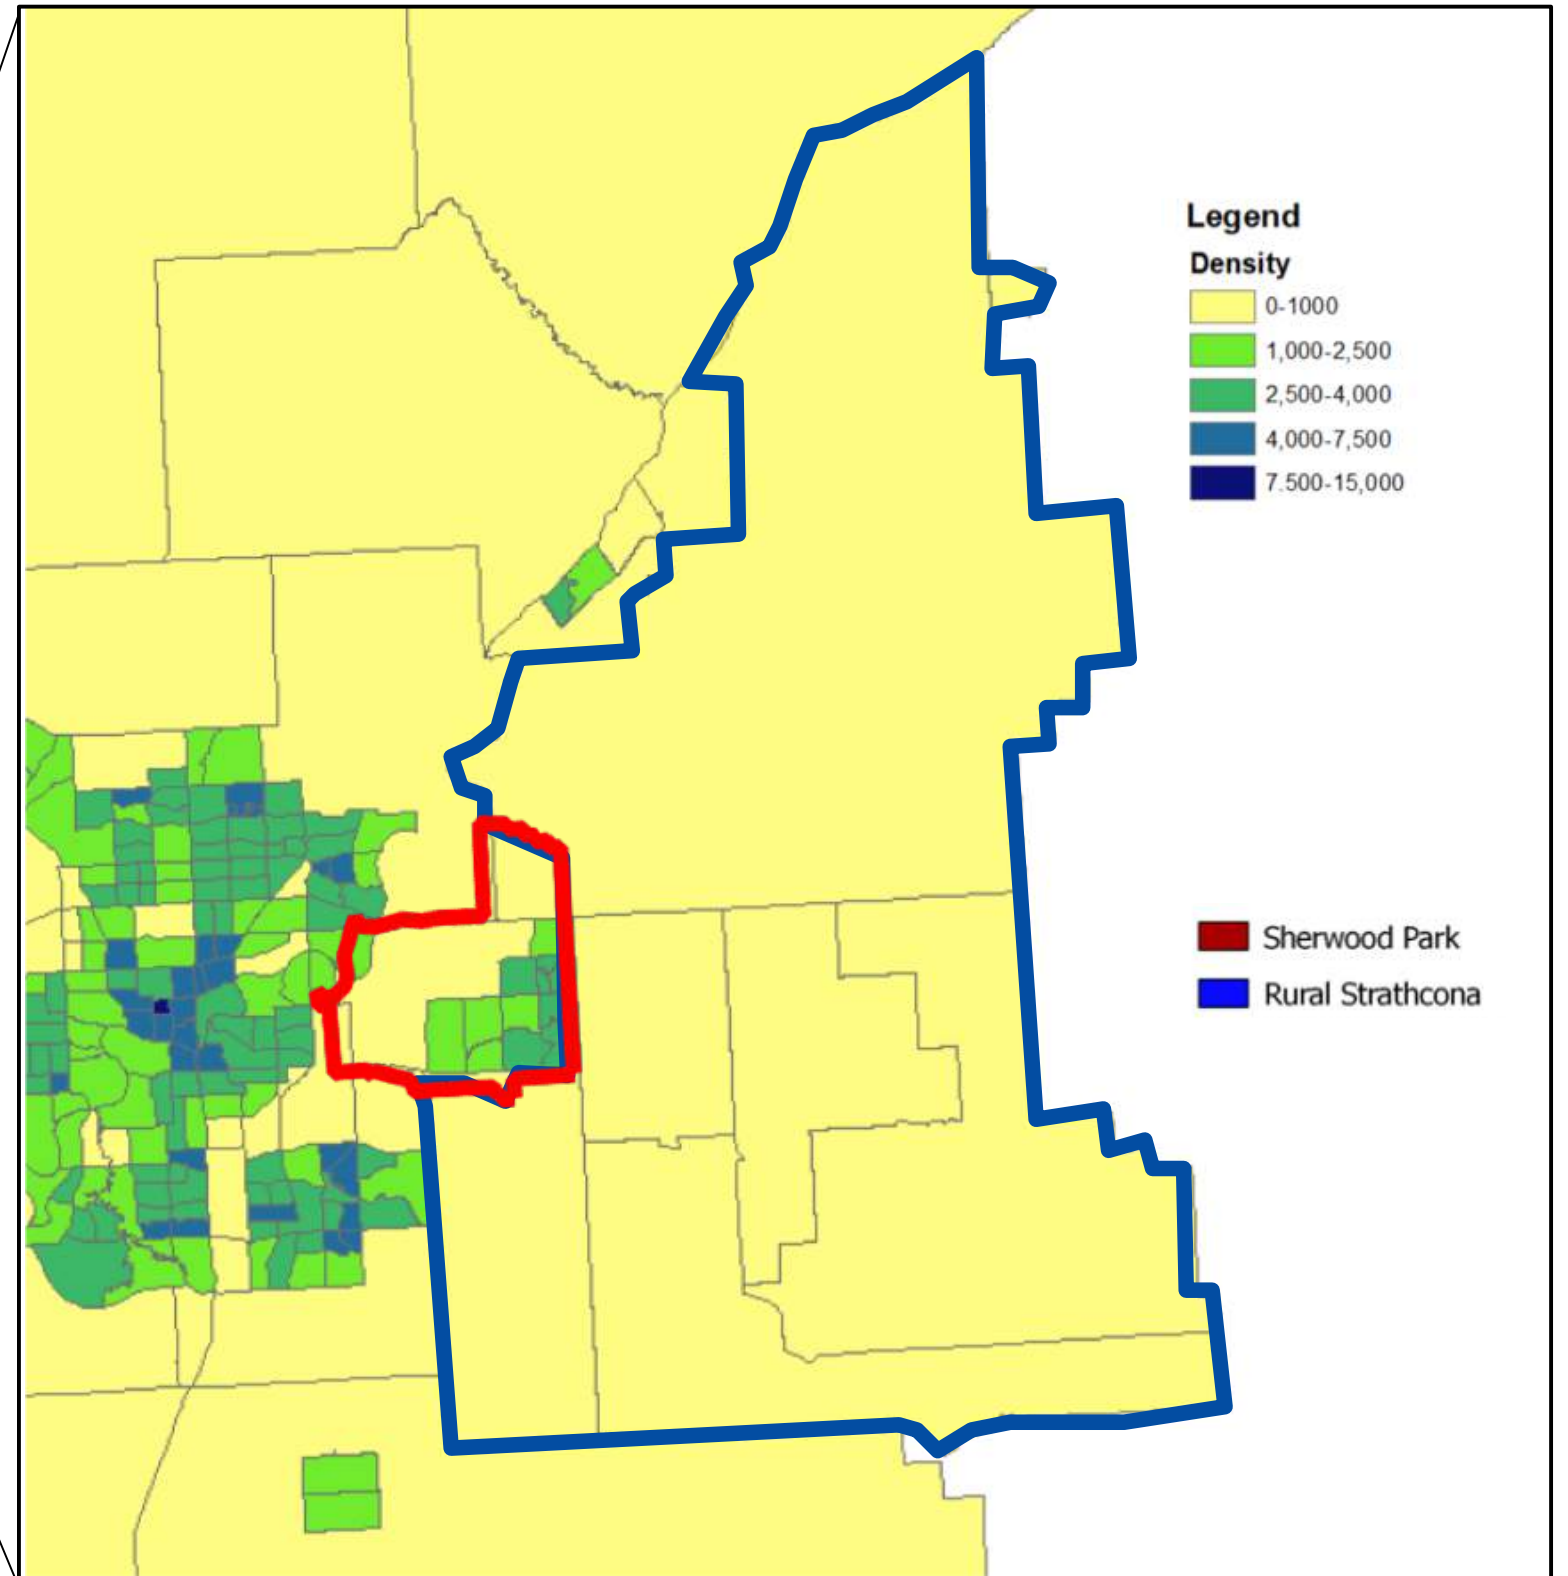 Legend
Density
0-1000
1,000-2,500
2,500-4,000
4,000-7,500
7.500-15,000
Sherwood Park
Rural Strathcona